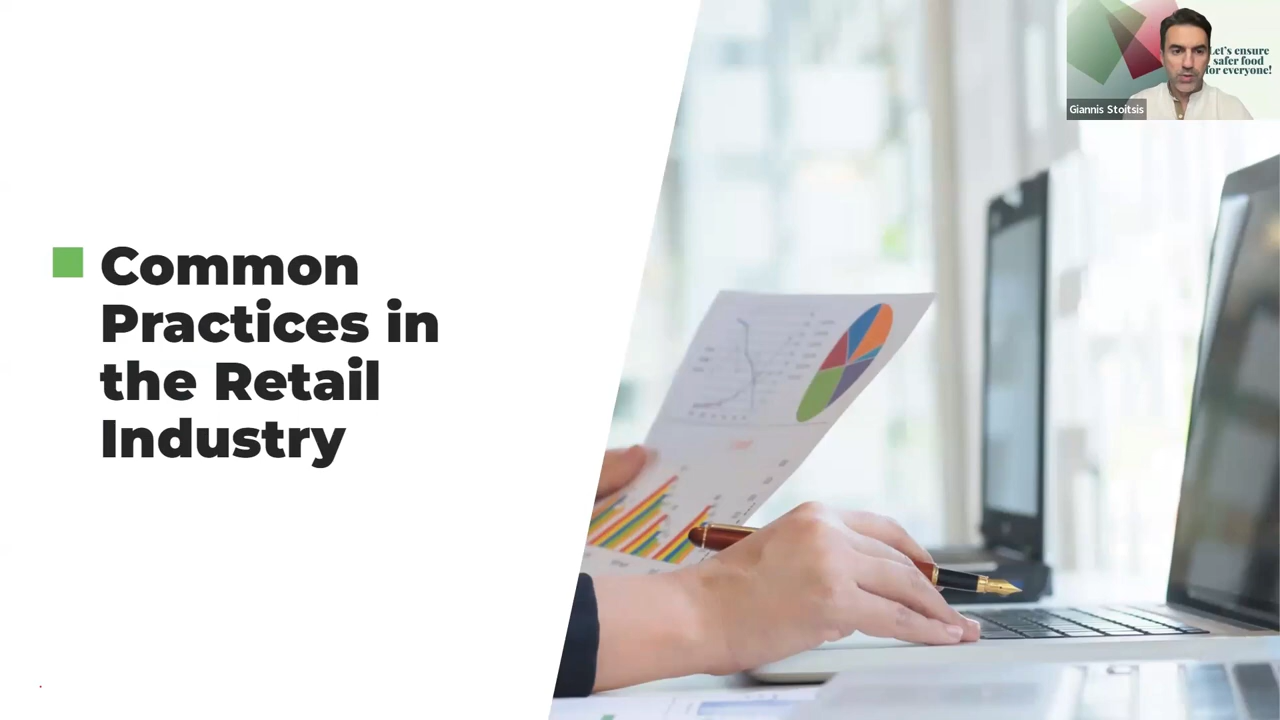 Common
Practices in
the Retail
Industry
Let's ensure
safer food
for everyone!
Giannis Stoitsis